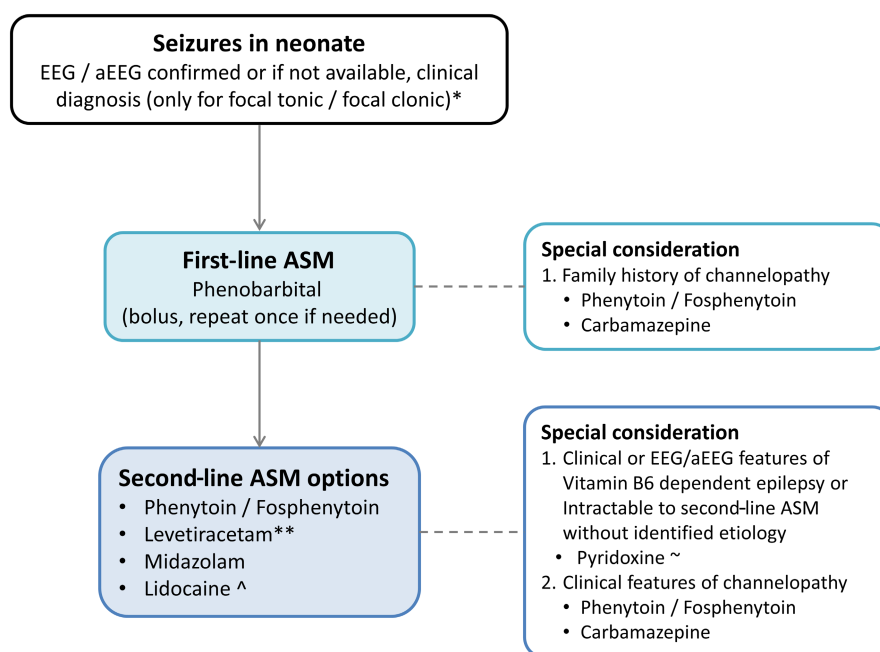 Seizures in neonate
EEG / aEEG confirmed or if not available, clinical
diagnosis (only for focal tonic / focal clonic)*
First-line ASM
Phenobarbital
(bolus, repeat once if needed)
Special consideration
1. Family history of channelopathy
• Phenytoin / Fosphenytoin
• Carbamazepine
Second-line ASM options
• Phenytoin / Fosphenytoin
• Levetiracetam**
• Midazolam
• Lidocaine ^
Special consideration
1. Clinical or EEG/aEEG features of
Vitamin B6 dependent epilepsy or
Intractable to second-line ASM
without identified etiology
• Pyridoxine ~
2. Clinical features of channelopathy
• Phenytoin / Fosphenytoin
• Carbamazepine